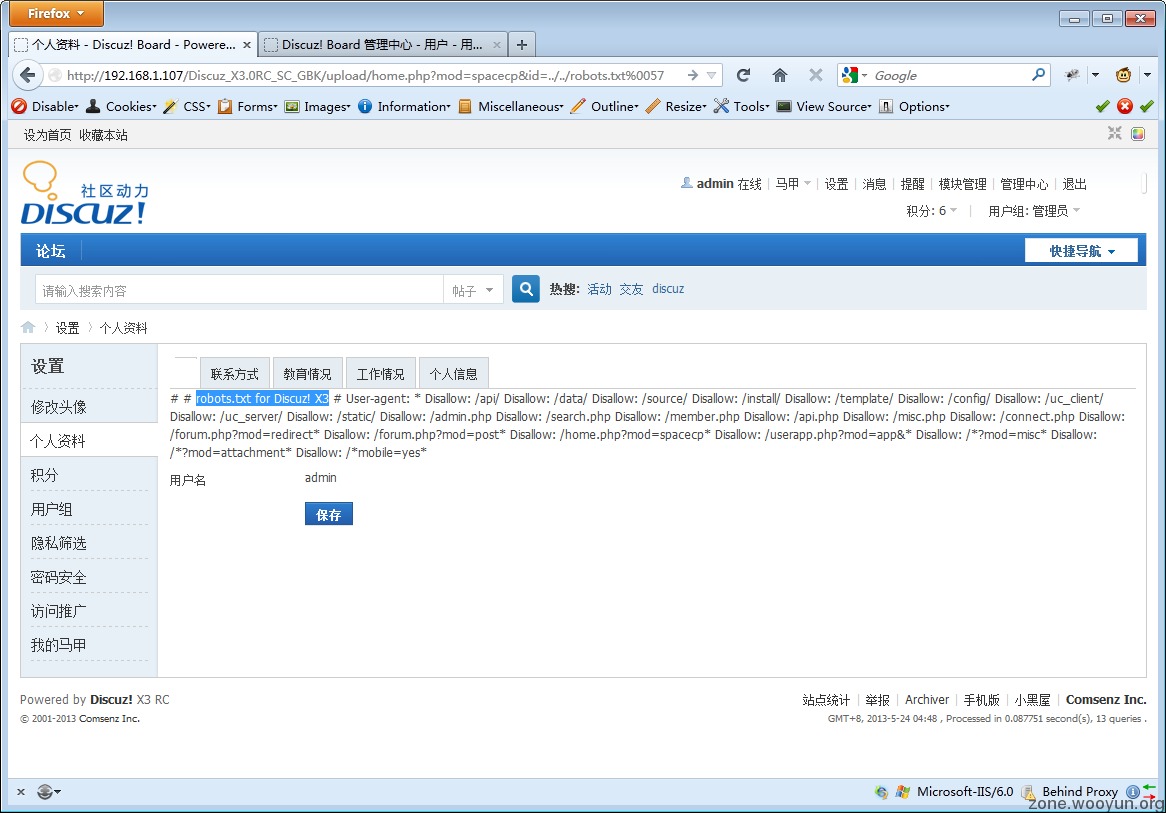 Firefox
个人资料 - Discuz! Board - Powere... × Discuz! Board 管理中心 - 用户 - 用... × +
http://192.168.1.107/Discuz_X3.0RC_SC_GBK/upload/home.php?mod=spacecp&id=../../robots.txt%0057 Google
Disable Cookies CSS Forms Images Information Miscellaneous Outline Resize Tools View Source Options
设为首页 收藏本站
社区动力
DISCUZ!
admin 在线 马甲 设置 消息 提醒 模块管理 管理中心 退出
积分: 6 用户组: 管理员
论坛 快捷导航
请输入搜索内容 帖子 热搜: 活动 交友 discuz
设置 〉 个人资料
设置
修改头像
个人资料
积分
用户组
隐私筛选
密码安全
访问推广
我的马甲
联系方式 教育情况 工作情况 个人信息
# # robots.txt for Discuz! X3 # User-agent: * Disallow: /api/ Disallow: /data/ Disallow: /source/ Disallow: /install/ Disallow: /template/ Disallow: /config/ Disallow: /uc_client/
Disallow: /uc_server/ Disallow: /static/ Disallow: /admin.php Disallow: /search.php Disallow: /member.php Disallow: /api.php Disallow: /misc.php Disallow: /connect.php Disallow:
/forum.php?mod=redirect* Disallow: /forum.php?mod=post* Disallow: /home.php?mod=spacecp* Disallow: /userapp.php?mod=app&* Disallow: /*?mod=misc* Disallow:
/*?mod=attachment* Disallow: /*mobile=yes*
用户名 admin
保存
Powered by Discuz! X3 RC
© 2001-2013 Comsenz Inc.
站点统计 举报 Archiver 手机版 小黑屋 Comsenz Inc.
GMT+8, 2013-5-24 04:48 , Processed in 0.087751 second(s), 13 queries .
× Microsoft-IIS/6.0 Behind Proxy
zone.wooyun.org